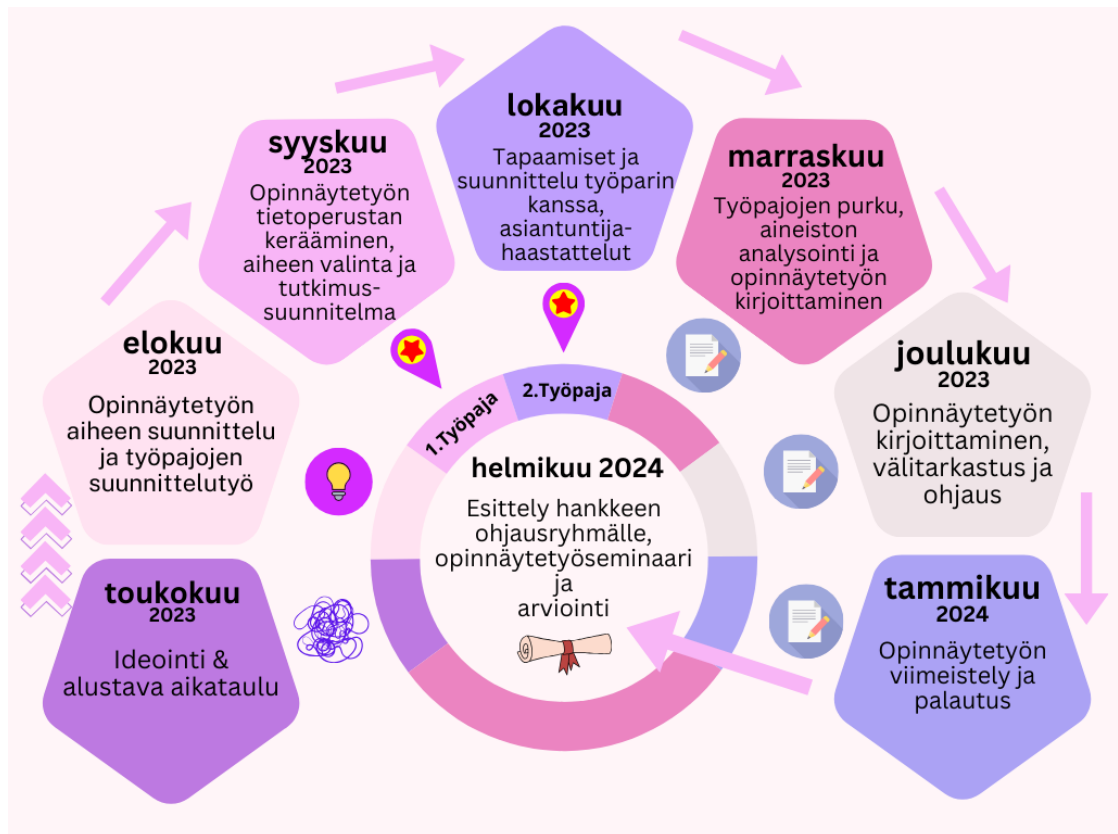 toukokuu
2023
Ideointi &
alustava aikataulu
elokuu
2023
Opinnäytetyön
aiheen suunnittelu
ja työpajojen
suunnittelutyö
syyskuu
2023
Opinnäytetyön
tietoperustan
kerääminen,
aiheen valinta ja
tutkimus-
suunnitelma
lokakuu
2023
Tapaamiset ja
suunnittelu työparin
kanssa,
asiantuntija-
haastattelut
marraskuu
2023
Työpajojen purku,
aineiston
analysointi ja
opinnäytetyön
kirjoittaminen
joulukuu
2023
Opinnäytetyön
kirjoittaminen,
välitarkastus ja
ohjaus
tammikuu
2024
Opinnäytetyön
viimeistely ja
palautus
1.Työpaja
2.Työpaja
helmikuu 2024
Esittely hankkeen
ohjausryhmälle,
opinnäytetyöseminaari
ja
arviointi